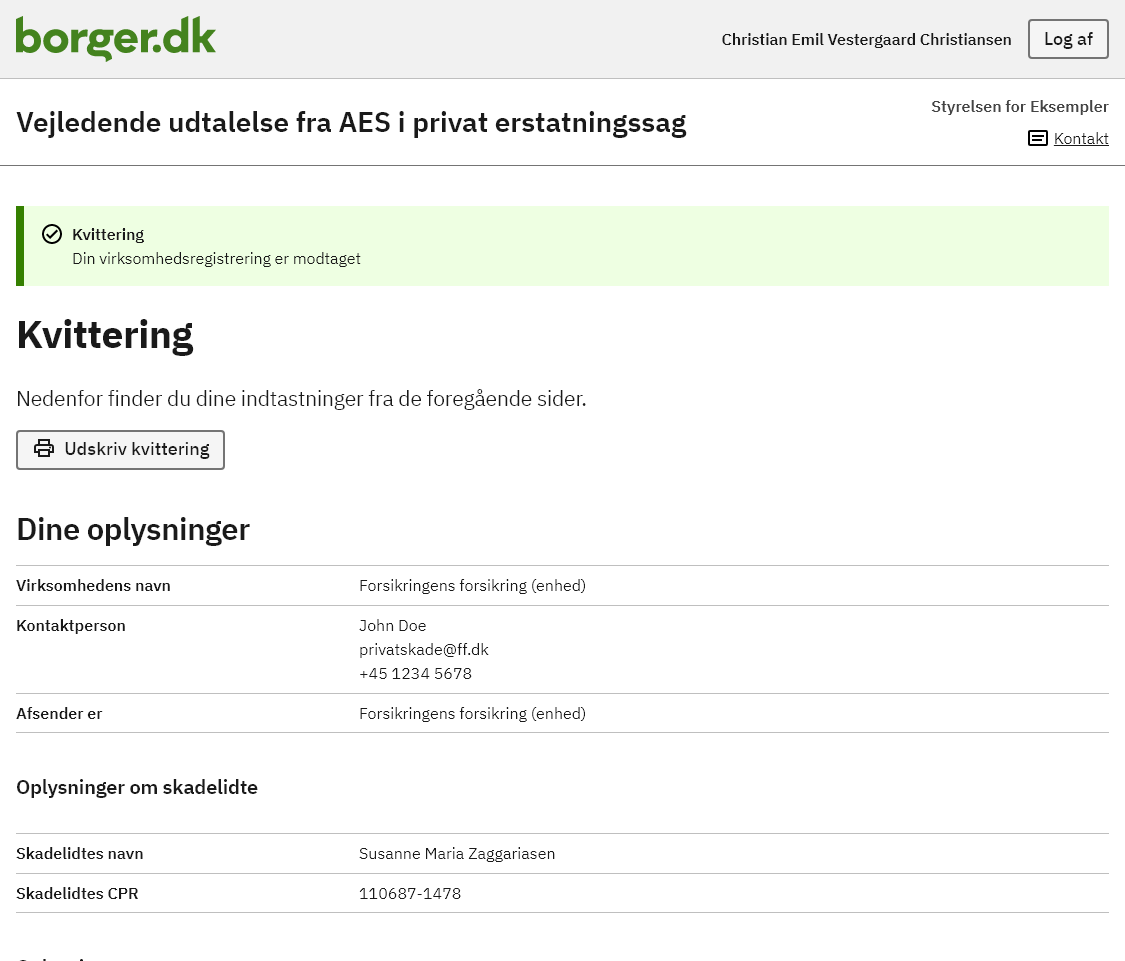 borger.dk
Christian Emil Vestergaard Christiansen
Log af
Vejledende udtalelse fra AES i privat erstatningssag
Styrelsen for Eksempler
Kontakt
Kvittering
Din virksomhedsregistrering er modtaget
Kvittering
Nedenfor finder du dine indtastninger fra de foregående sider.
Udskriv kvittering
Dine oplysninger
Virksomhedens navn Forsikringens forsikring (enhed)
Kontaktperson John Doe
privatskade@ff.dk
+45 1234 5678
Afsender er Forsikringens forsikring (enhed)
Oplysninger om skadelidte
Skadelidtes navn Susanne Maria Zaggariasen
Skadelidtes CPR 110687-1478